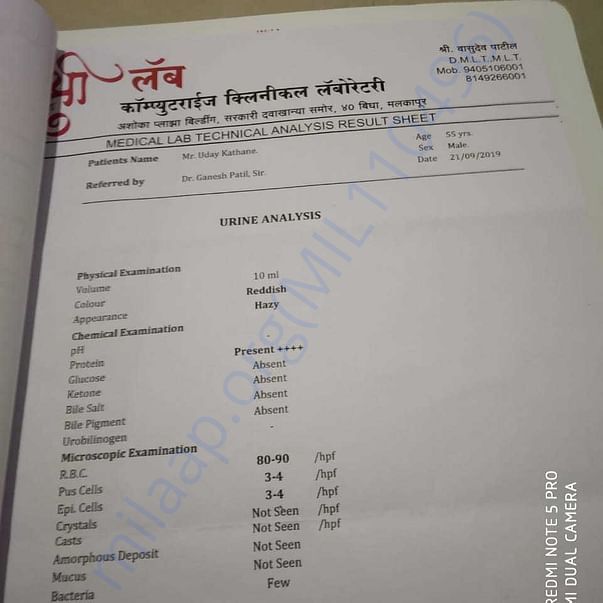 श्री लॅब
श्री. वासुदेव पाटील
D.M.L.T.,M.L.T.
Mob. 9405106001
8149266001
कॉम्प्युटराईज क्लिनीकल लॅबोरेटरी
अशोका प्लाझा बिल्डींग, सरकारी दवाखान्या समोर, ४० बिघा, मलकापूर
MEDICAL LAB TECHNICAL ANALYSIS RESULT SHEET
Patients Name Mr. Uday Kathane. Age 55 yrs.
Sex Male.
Referred by Dr. Ganesh Patil, Sir. Date 21/09/2019
URINE ANALYSIS
Physical Examination
Volume 10 ml
Colour Reddish
Appearance Hazy
Chemical Examination
pH -
Protein Present ++++
Glucose Absent
Ketone Absent
Bile Salt Absent
Bile Pigment Absent
Urobilinogen -
Microscopic Examination
R.B.C. 80-90 /hpf
Pus Cells 3-4 /hpf
Epi. Cells 3-4 /hpf
Crystals Not Seen /hpf
Casts Not Seen /hpf
Amorphous Deposit Not Seen
Mucus Not Seen
Bacteria Few
milaap.org(MIL11(496)
REDMI NOTE 5 PRO
MI DUAL CAMERA